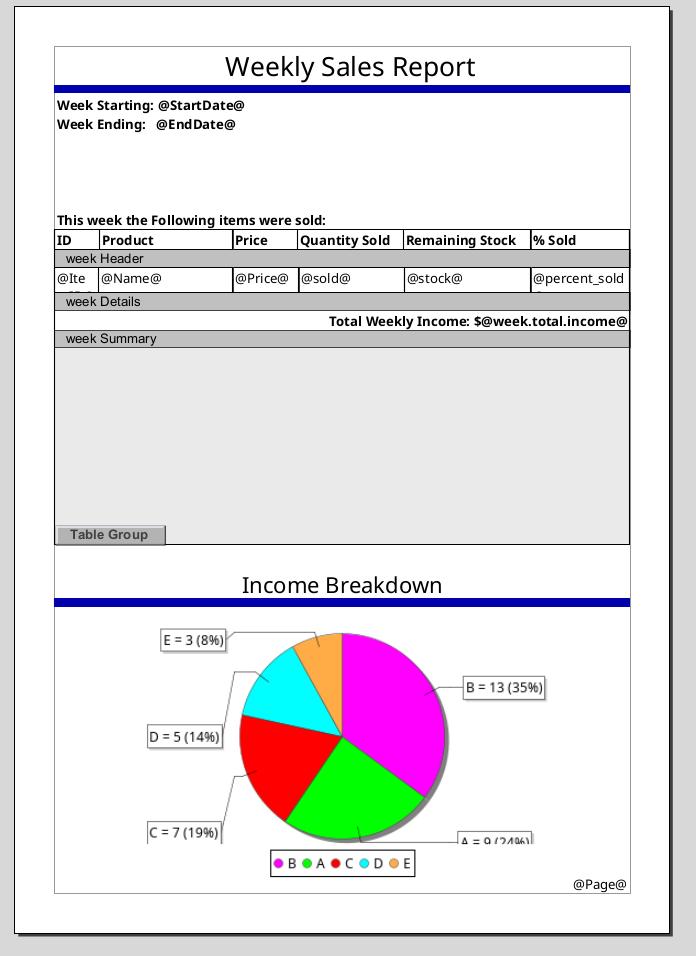 Weekly Sales Report
Week Starting: @StartDate@
Week Ending: @EndDate@
This week the Following items were sold:
ID Product Price Quantity Sold Remaining Stock % Sold
week Header
@Ite @Name@ @Price@ @sold@ @stock@ @percent_sold
week Details
Total Weekly Income: $@week.total.income@
week Summary
Table Group
Income Breakdown
E = 3 (8%)
B = 13 (35%)
D = 5 (14%)
C = 7 (19%)
A = 9 (24%)
B A C D E
@Page@